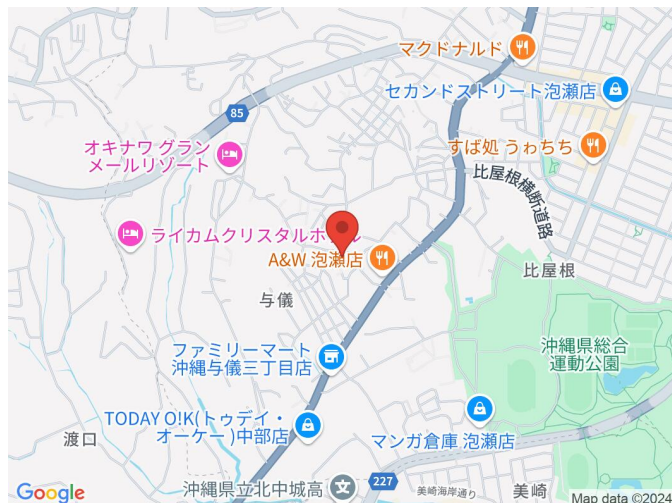 マクドナルド
セカンドストリート泡瀬店
85
オキナワ グラン
メールリゾート
すば処 うゎちち
比屋根横断道路
ライカムクリスタルホ
ル
A&W 泡瀬店
比屋根
与儀
沖縄県総合
運動公園
ファミリーマート
沖縄与儀三丁目店
TODAY O!K(トゥデイ・
オーケー )中部店
マンガ倉庫 泡瀬店
渡口
沖縄県立北中城高
227
美崎海岸通り
美崎
Google
Map data ©2024